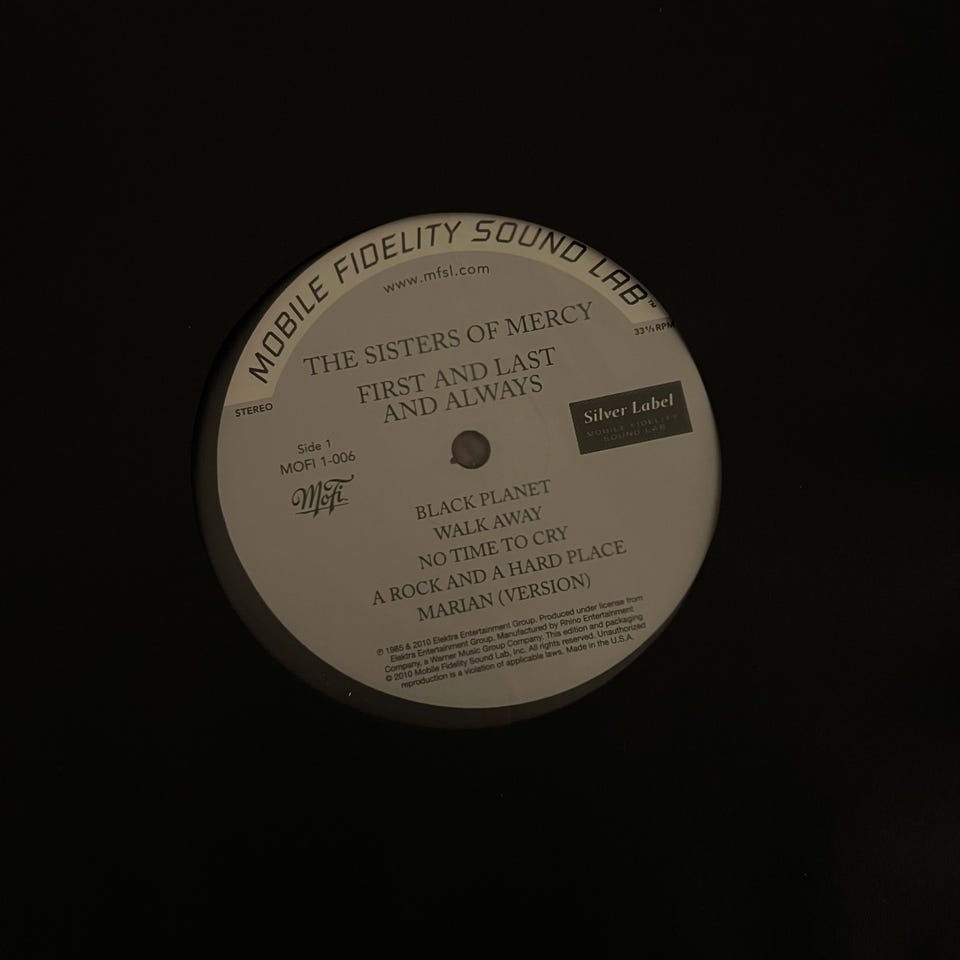 MOBILE FIDELITY SOUND LAB™
www.mfsl.com
THE SISTERS OF MERCY
FIRST AND LAST
AND ALWAYS
STEREO
33⅓ RPM
Side 1
MOFI 1-006
MoFi
Silver Label
MOBILE FIDELITY
SOUND LAB
BLACK PLANET
WALK AWAY
NO TIME TO CRY
A ROCK AND A HARD PLACE
MARIAN (VERSION)
℗ 1985 & 2010 Elektra Entertainment Group. Produced under license from
Elektra Entertainment Group. Manufactured by Rhino Entertainment
Company, a Warner Music Group Company. This edition and packaging
© 2010 Mobile Fidelity Sound Lab, Inc. All rights reserved. Unauthorized
reproduction is a violation of applicable laws. Made in the U.S.A.